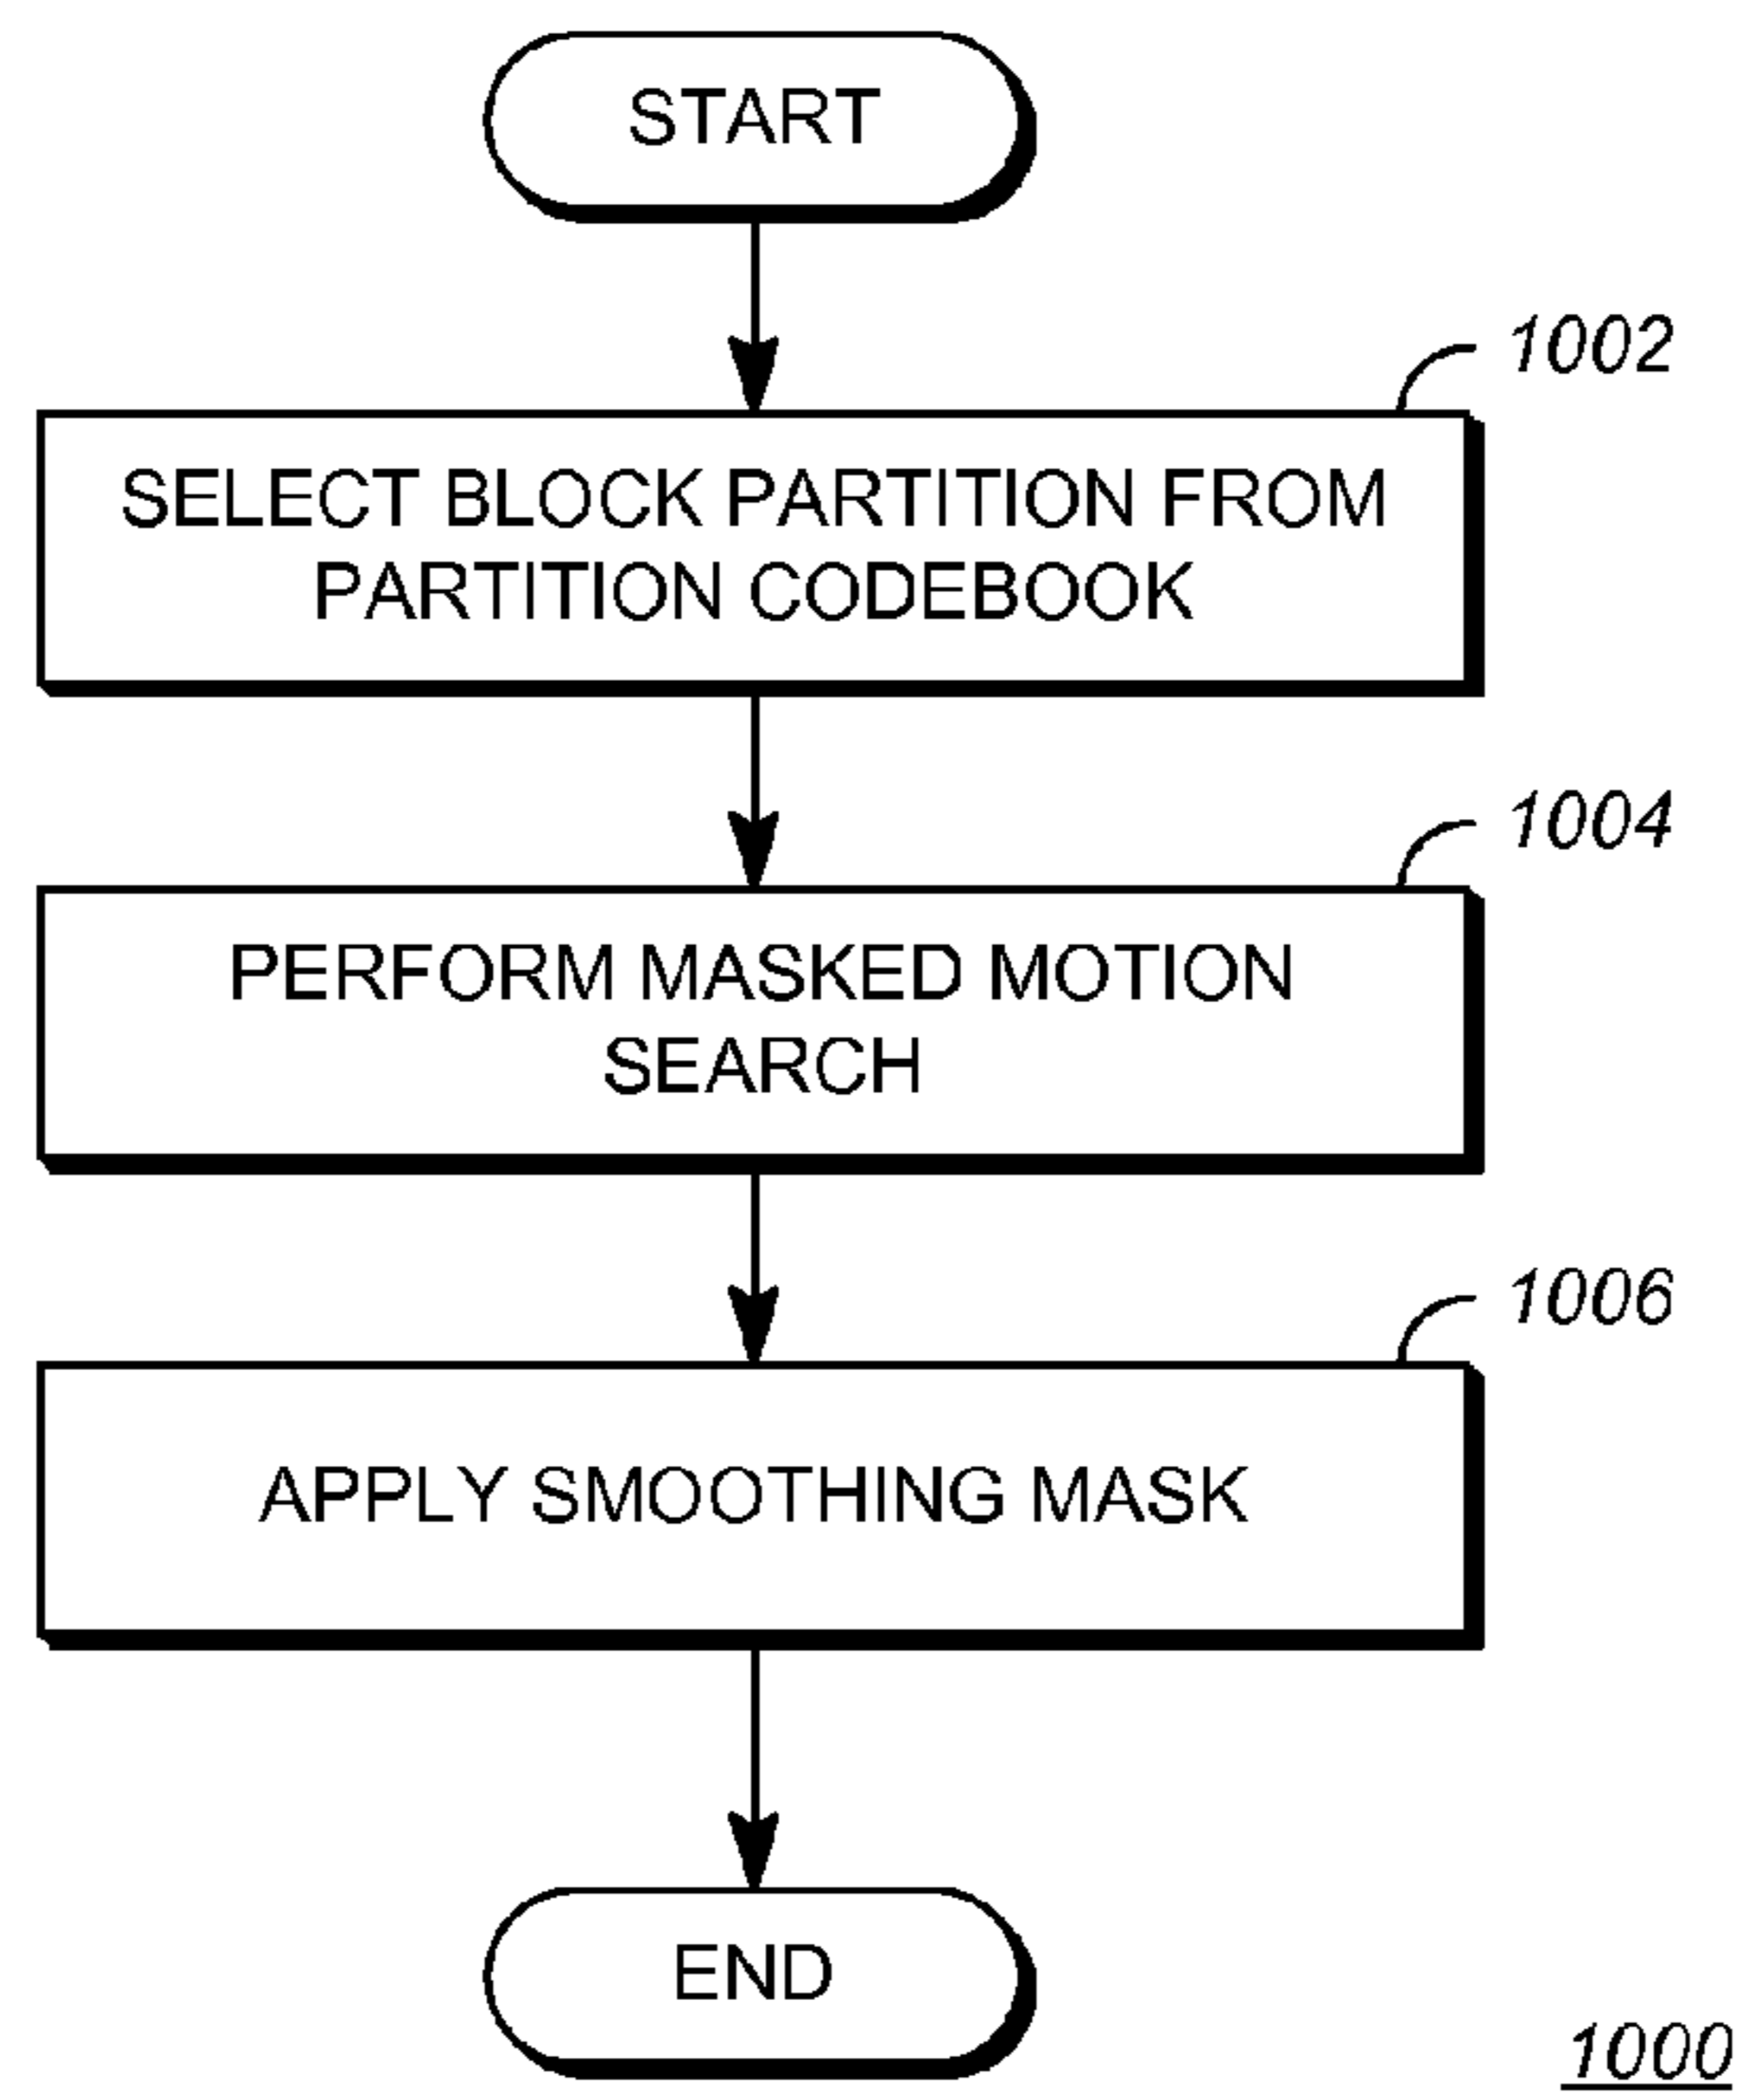 START
1002
SELECT BLOCK PARTITION FROM
PARTITION CODEBOOK
1004
PERFORM MASKED MOTION
SEARCH
1006
APPLY SMOOTHING MASK
END
1000